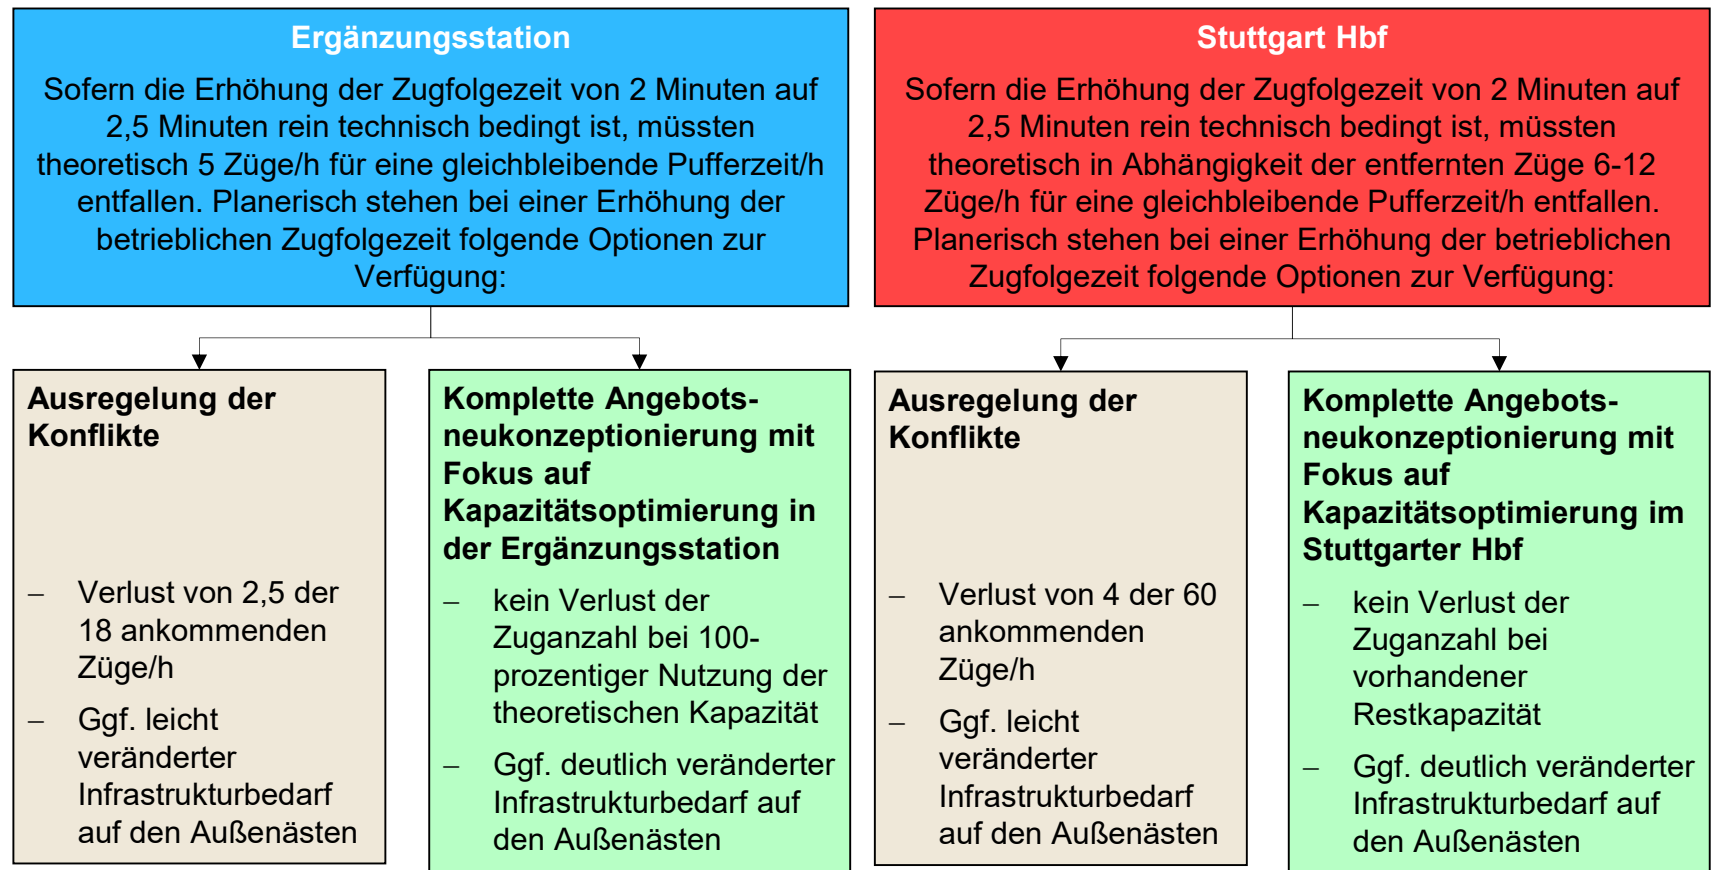 Ergänzungsstation
Sofern die Erhöhung der Zugfolgezeit von 2 Minuten auf
2,5 Minuten rein technisch bedingt ist, müssten
theoretisch 5 Züge/h für eine gleichbleibende Pufferzeit/h
entfallen. Planerisch stehen bei einer Erhöhung der
betrieblichen Zugfolgezeit folgende Optionen zur
Verfügung:
Ausregelung der
Konflikte
– Verlust von 2,5 der
18 ankommenden
Züge/h
– Ggf. leicht
veränderter
Infrastrukturbedarf
auf den Außenästen
Komplette Angebots-
neukonzeptionierung mit
Fokus auf
Kapazitätsoptimierung in
der Ergänzungsstation
– kein Verlust der
Zuganzahl bei 100-
prozentiger Nutzung der
theoretischen Kapazität
– Ggf. deutlich veränderter
Infrastrukturbedarf auf
den Außenästen
Stuttgart Hbf
Sofern die Erhöhung der Zugfolgezeit von 2 Minuten auf
2,5 Minuten rein technisch bedingt ist, müssten
theoretisch in Abhängigkeit der entfernten Züge 6-12
Züge/h für eine gleichbleibende Pufferzeit/h entfallen.
Planerisch stehen bei einer Erhöhung der betrieblichen
Zugfolgezeit folgende Optionen zur Verfügung:
Ausregelung der
Konflikte
– Verlust von 4 der 60
ankommenden
Züge/h
– Ggf. leicht
veränderter
Infrastrukturbedarf
auf den Außenästen
Komplette Angebots-
neukonzeptionierung mit
Fokus auf
Kapazitätsoptimierung im
Stuttgarter Hbf
– kein Verlust der
Zuganzahl bei
vorhandener
Restkapazität
– Ggf. deutlich veränderter
Infrastrukturbedarf auf
den Außenästen